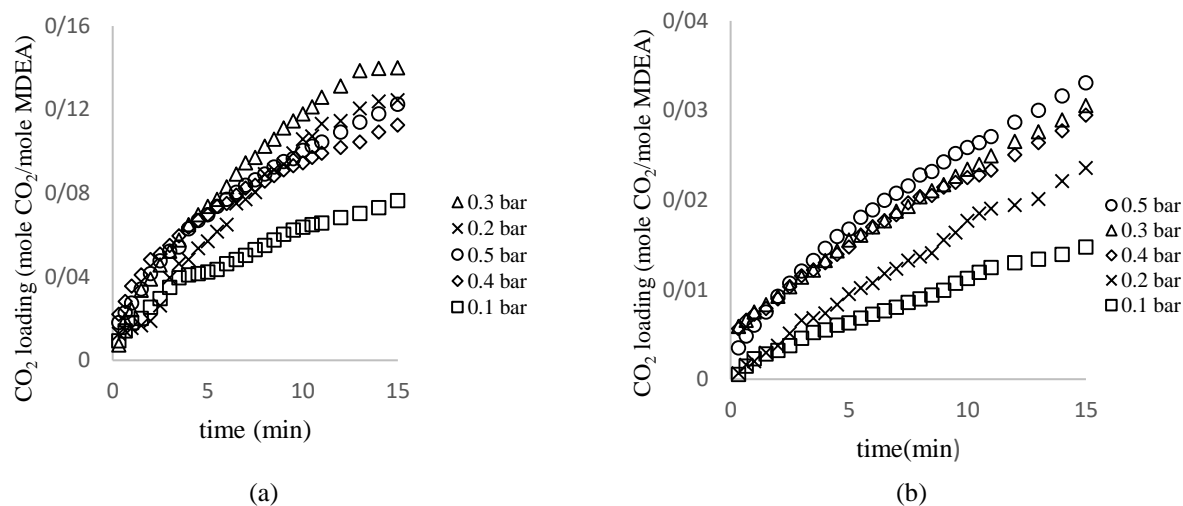 CO₂ loading (mole CO₂/mole MDEA)
0/16
0/12
0/08
0/04
0
0 5 10 15
time (min)
0.3 bar
0.2 bar
0.5 bar
0.4 bar
0.1 bar
(a)
CO₂ loading (mole CO₂/mole MDEA)
0/04
0/03
0/02
0/01
0
0 5 10 15
time(min)
0.5 bar
0.3 bar
0.4 bar
0.2 bar
0.1 bar
(b)